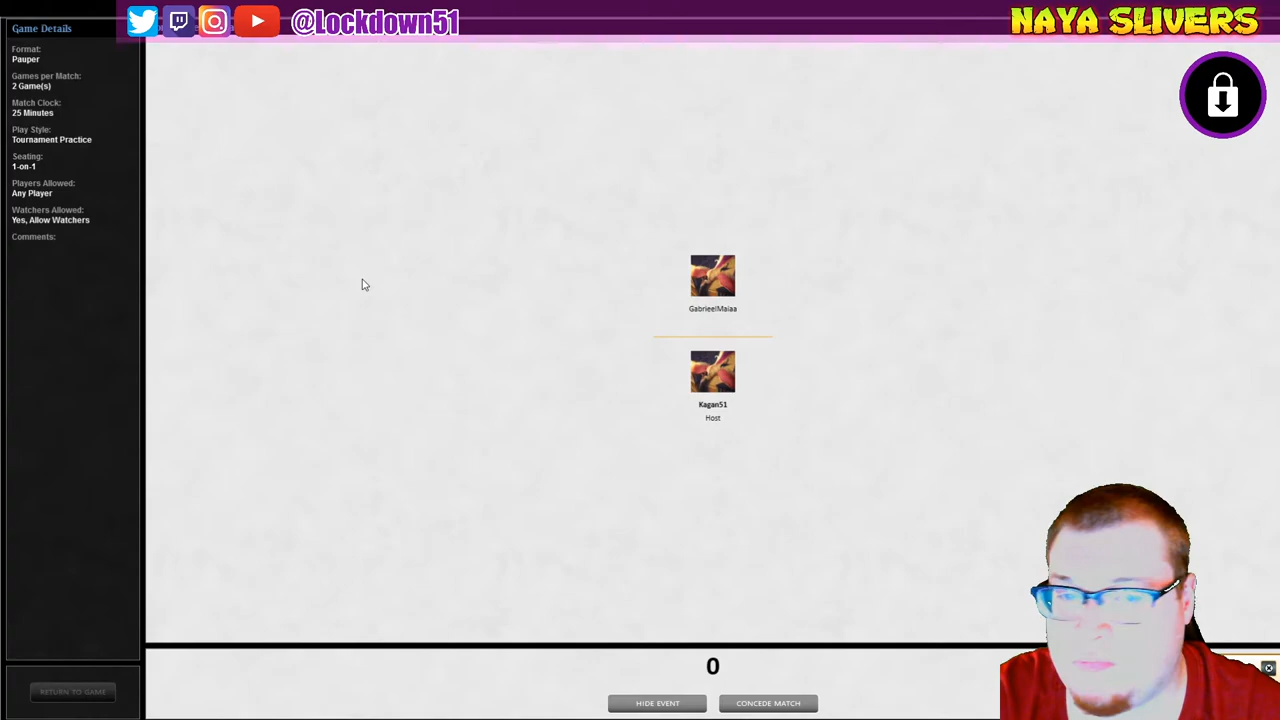 @Lockdown51
NAYA SLIVERS
Game Details
Format:
Pauper
Games per Match:
2 Game(s)
Match Clock:
25 Minutes
Play Style:
Tournament Practice
Seating:
1-on-1
Players Allowed:
Any Player
Watchers Allowed:
Yes, Allow Watchers
Comments:
GabrieelMaiaa
Kagan51
Host
0
RETURN TO GAME
HIDE EVENT
CONCEDE MATCH